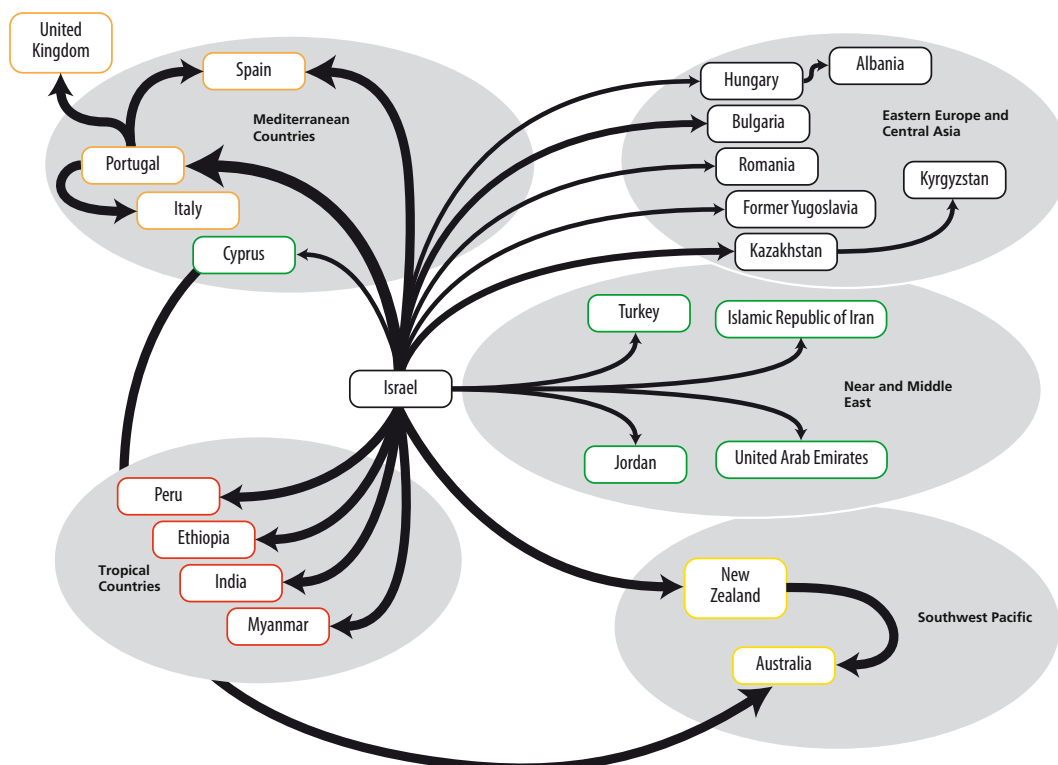 United
Kingdom
Spain
Mediterranean
Countries
Portugal
Italy
Cyprus
Hungary
Albania
Bulgaria
Eastern Europe and
Central Asia
Romania
Kyrgyzstan
Former Yugoslavia
Kazakhstan
Turkey
Islamic Republic of Iran
Israel
Near and Middle
East
Jordan
United Arab Emirates
Peru
Ethiopia
Tropical
Countries
India
Myanmar
New
Zealand
Southwest Pacific
Australia